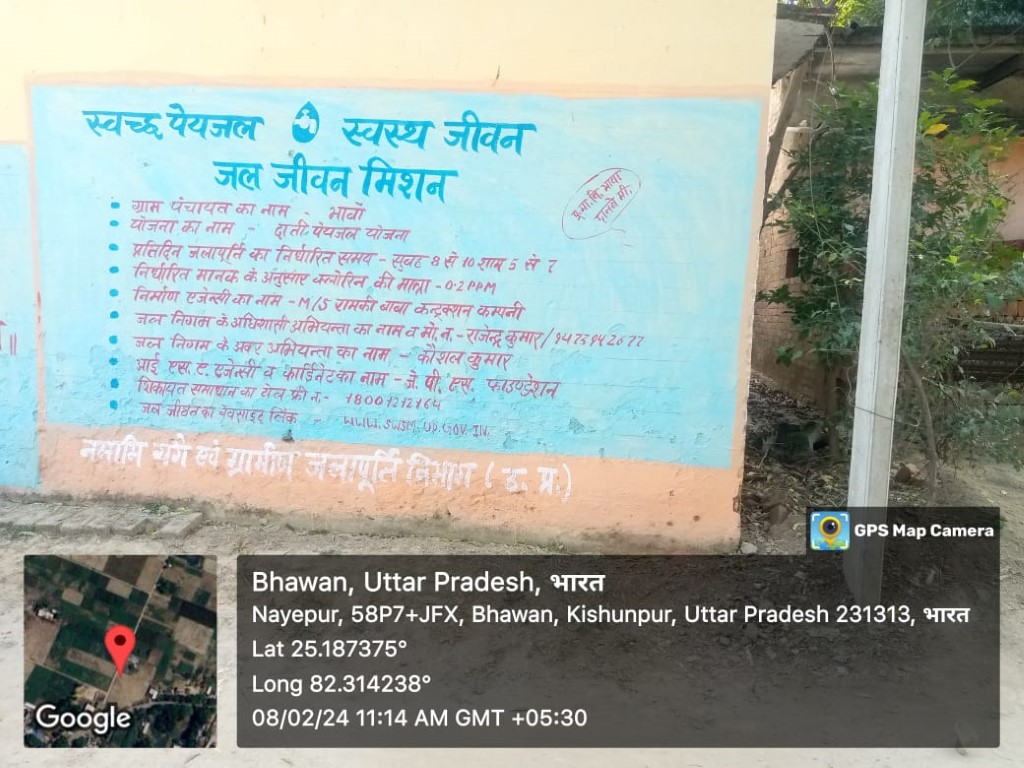 स्वच्छ पेयजल स्वस्थ जीवन
जल जीवन मिशन
ग्राम पंचायत का नाम भावाँ
योजना का नाम - दाती पेयजल योजना
प्रतिदिन जलापूर्ति का निर्धारित समय - सुबह 8 से 10 शाम 5 से 7
निर्धारित मानक के अनुसार क्लोरिन की मात्रा - 0.2 PPM
निर्माण एजेन्सी का नाम - M/S रामकी बाबा कन्ट्रक्शन कम्पनी
जल निगम के अधिशासी अभियन्ता का नाम व मो. न. - राजेन्द्र कुमार /
जल निगम के अवर अभियन्ता का नाम - कौशल कुमार
आई एस. ए. एजेन्सी व कार्डिनेटर का नाम - जे. पी. एस. फाउण्डेशन
शिकायत समाधान का टोल फ्री न. - 18001212164
जल जीवन का वेवसाइट लिंक - WWW.SWSM.UP.GOV.IN.
नमामि गंगे एवं ग्रामीण जलापूर्ति विभाग (उ. प्र.)
GPS Map Camera
Bhawan, Uttar Pradesh, भारत
Nayepur, 58P7+JFX, Bhawan, Kishunpur, Uttar Pradesh 231313, भारत
Lat 25.187375°
Long 82.314238°
08/02/24 11:14 AM GMT +05:30
Google